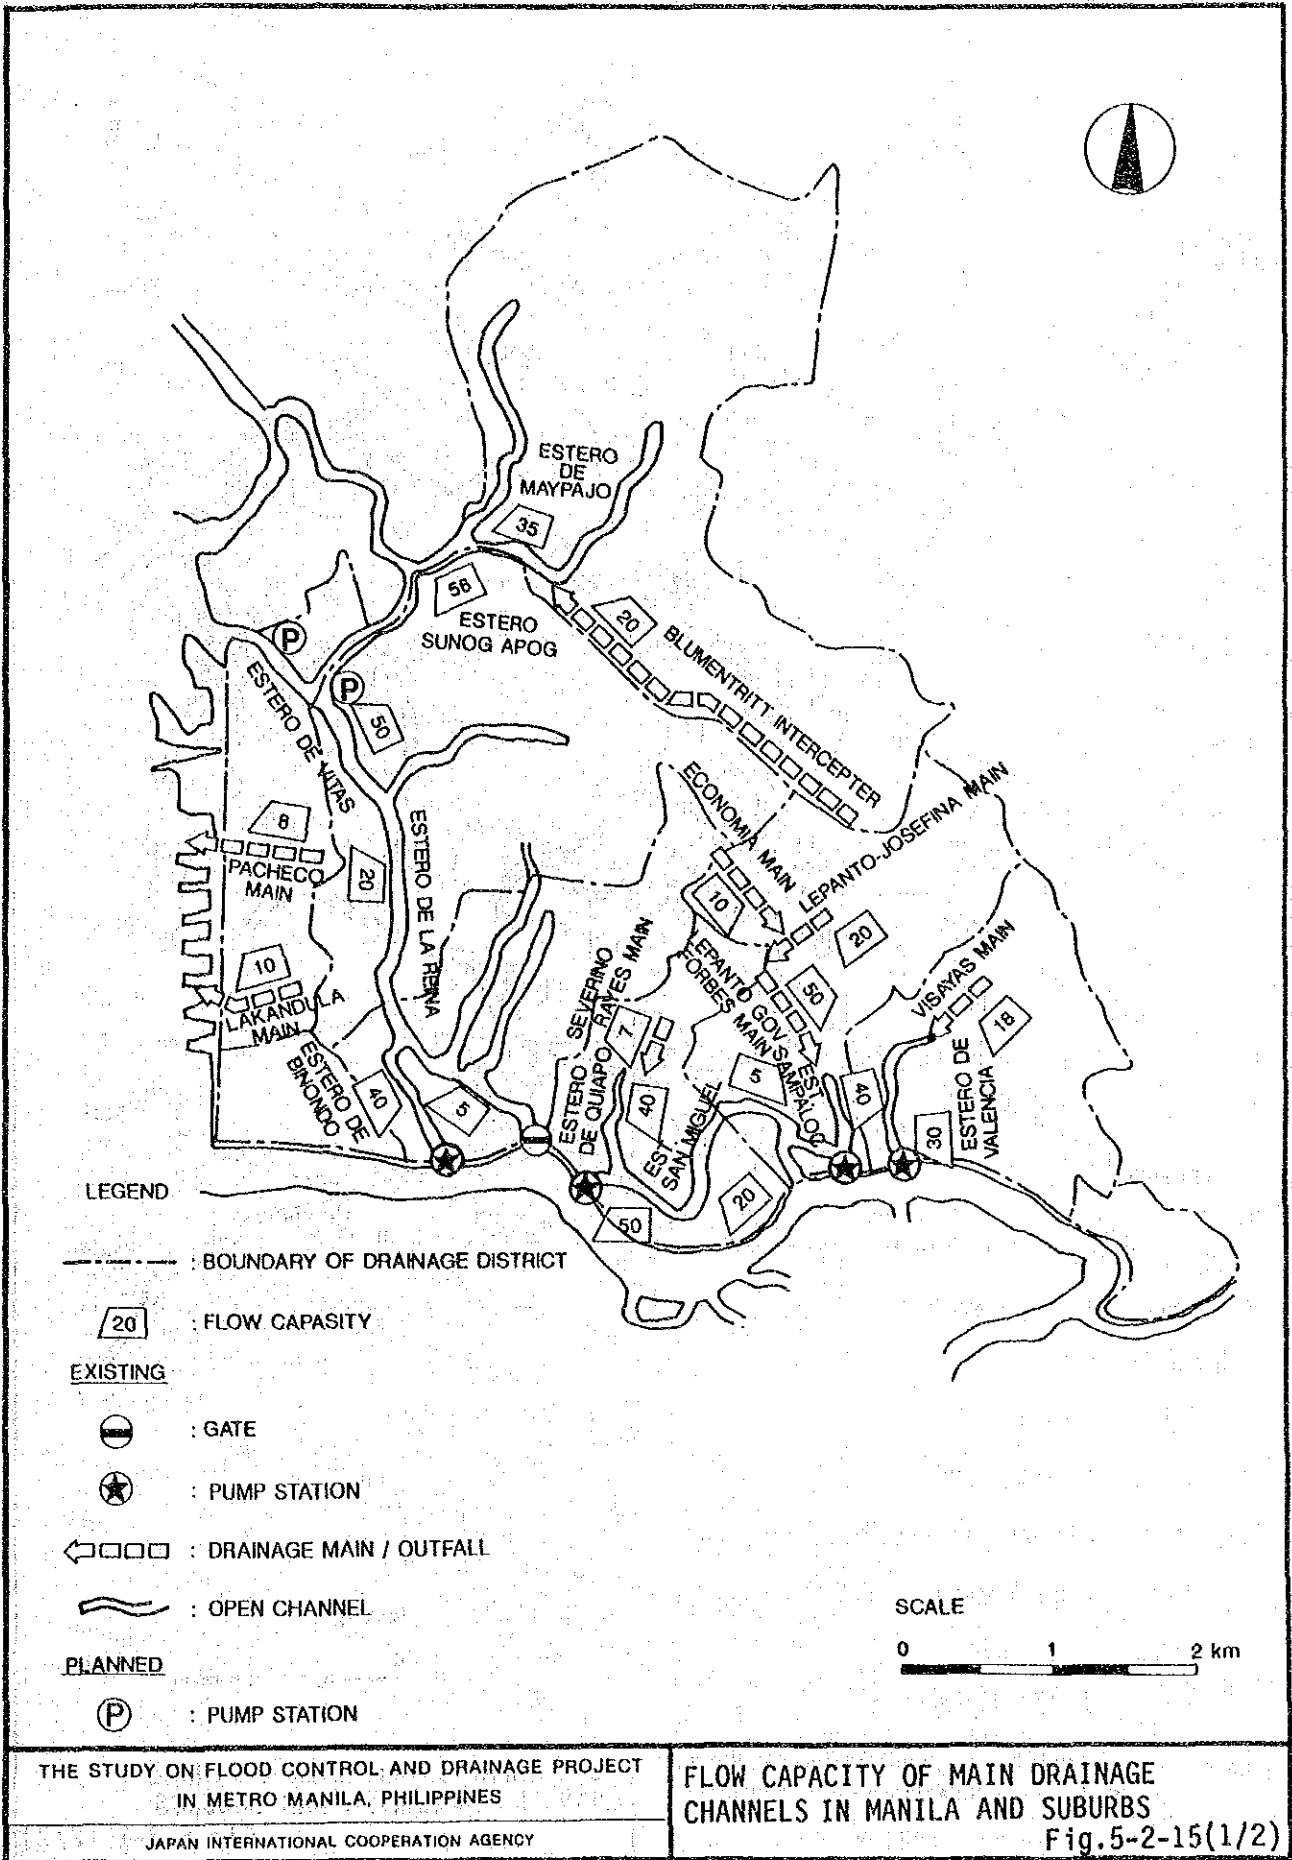 ESTERO
DE
MAYPAJO
35
58
ESTERO
SUNOG APOG
20
BLUMENTRITT INTERCEPTER
P
P
50
ESTERO DE VITAS
8
PACHECO
MAIN
20
ESTERO DE LA REINA
10
LAKANDULA
MAIN
ESTERO DE
BINONDO
40
5
ECONOMIA MAIN
10
LEPANTO-JOSEFINA MAIN
20
LEPANTO GOV
FORBES MAIN
50
SEVERINO
RAYES MAIN
7
ESTERO
DE QUIAPO
40
EST
SAN MIGUEL
5
EST
SAMPALOC
40
VISAYAS MAIN
18
ESTERO DE
VALENCIA
30
20
50
LEGEND
: BOUNDARY OF DRAINAGE DISTRICT
20 : FLOW CAPASITY
EXISTING
: GATE
: PUMP STATION
: DRAINAGE MAIN / OUTFALL
: OPEN CHANNEL
PLANNED
P : PUMP STATION
SCALE
0 1 2 km
THE STUDY ON FLOOD CONTROL AND DRAINAGE PROJECT
IN METRO MANILA, PHILIPPINES
JAPAN INTERNATIONAL COOPERATION AGENCY
FLOW CAPACITY OF MAIN DRAINAGE
CHANNELS IN MANILA AND SUBURBS
Fig.5-2-15(1/2)